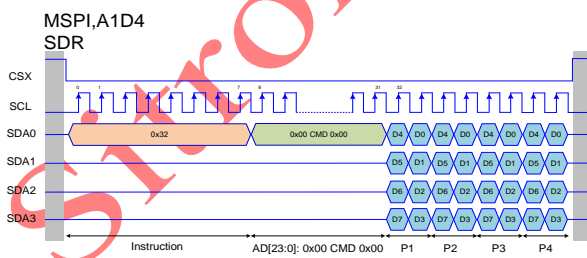 MSPI,A1D4
SDR
CSX
SCL 0 1 7 8 31 32
SDA0 0x32 0x00 CMD 0x00 D4 D0 D4 D0 D4 D0 D4 D0
SDA1 D5 D1 D5 D1 D5 D1 D5 D1
SDA2 D6 D2 D6 D2 D6 D2 D6 D2
SDA3 D7 D3 D7 D3 D7 D3 D7 D3
Instruction AD[23:0]: 0x00 CMD 0x00 P1 P2 P3 P4
Sitro